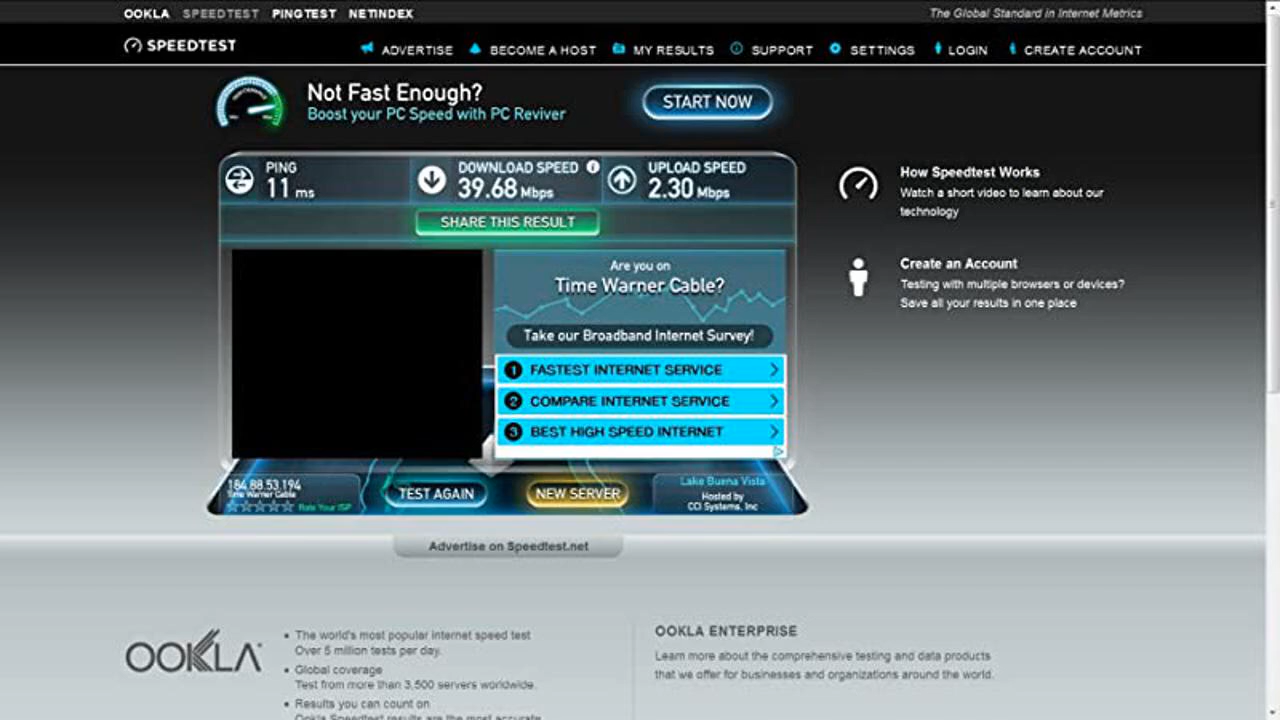 OOKLA SPEEDTEST PINGTEST NETINDEX
The Global Standard in Internet Metrics
SPEEDTEST
ADVERTISE BECOME A HOST MY RESULTS SUPPORT SETTINGS LOGIN CREATE ACCOUNT
Not Fast Enough?
Boost your PC Speed with PC Reviver
START NOW
PING
11 ms
DOWNLOAD SPEED
39.68 Mbps
UPLOAD SPEED
2.30 Mbps
SHARE THIS RESULT
How Speedtest Works
Watch a short video to learn about our
technology
Create an Account
Testing with multiple browsers or devices?
Save all your results in one place
Are you on
Time Warner Cable?
Take our Broadband Internet Survey!
1 FASTEST INTERNET SERVICE
2 COMPARE INTERNET SERVICE
3 BEST HIGH SPEED INTERNET
184.88.53.194
Time Warner Cable
Rate Your ISP
TEST AGAIN
NEW SERVER
Lake Buena Vista
Hosted by
CCI Systems, Inc
Advertise on Speedtest.net
OOKLA
The world's most popular internet speed test
Over 5 million tests per day.
Global coverage
Test from more than 3,500 servers worldwide.
Results you can count on
Ookla Speedtest results are the most accurate
OOKLA ENTERPRISE
Learn more about the comprehensive testing and data products
that we offer for businesses and organizations around the world.